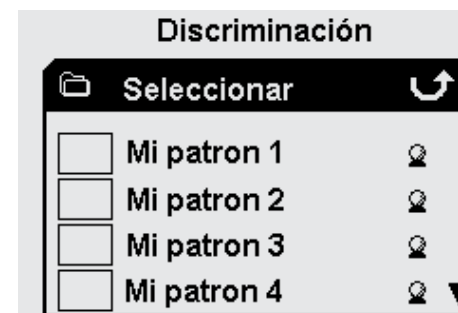 Discriminación
Seleccionar
Mi patron 1
Mi patron 2
Mi patron 3
Mi patron 4